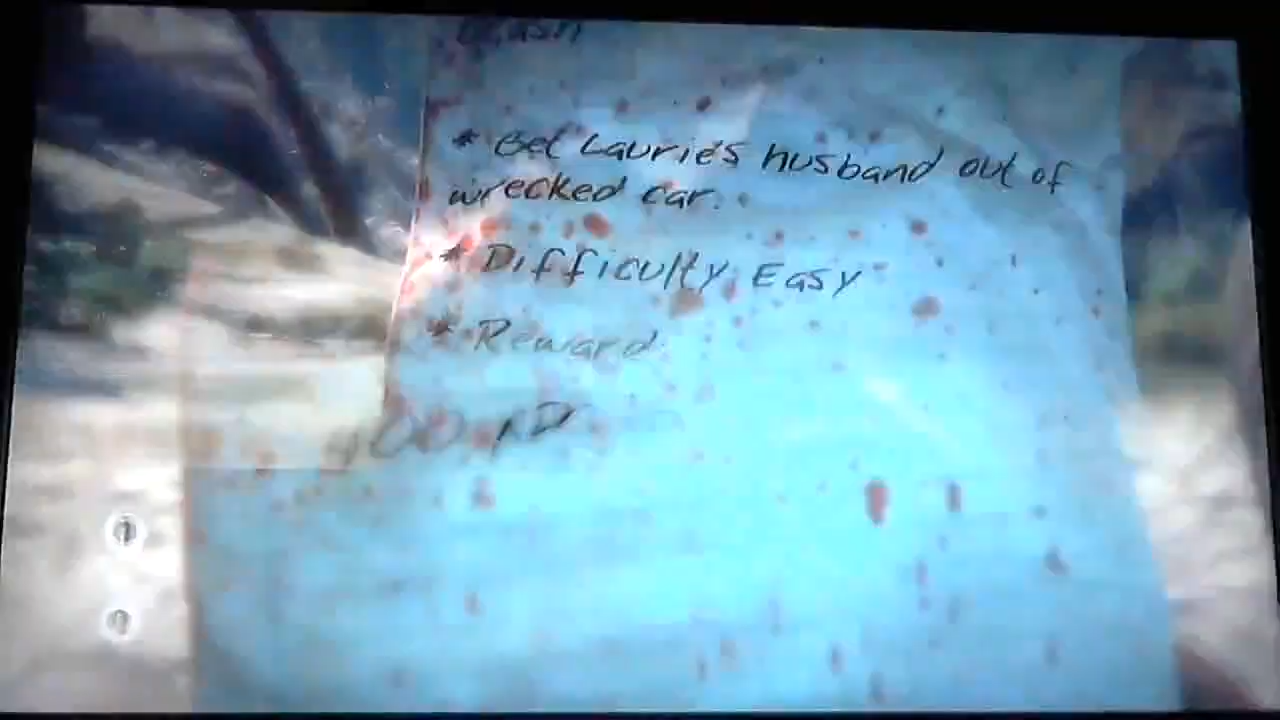 * Get Laurie's husband out of
wrecked car.
* Difficulty: Easy
* Reward